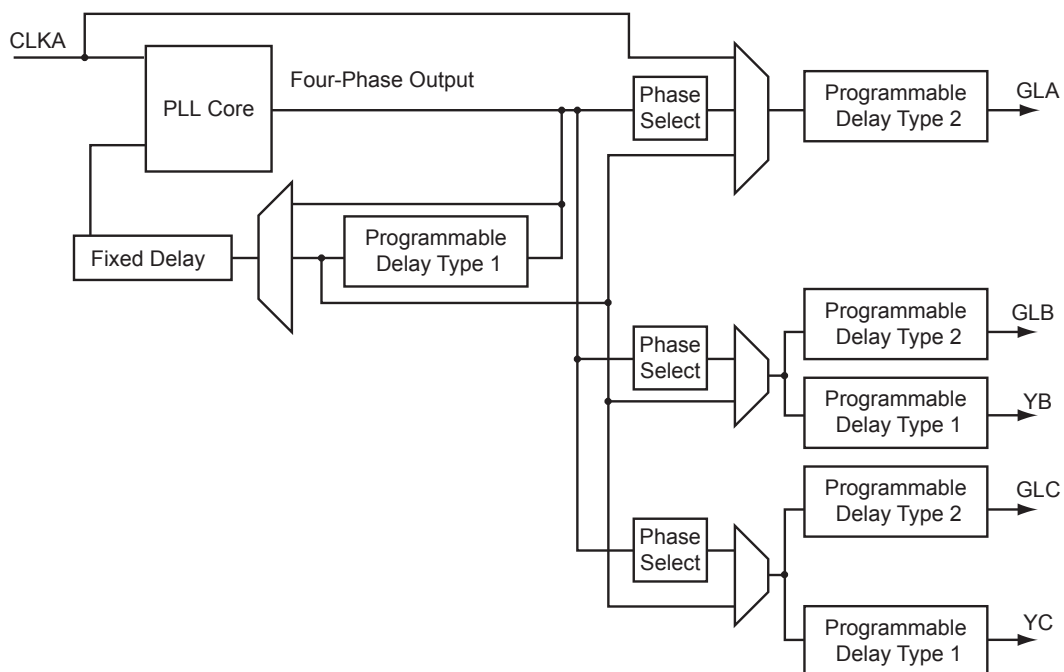 CLKA
PLL Core
Four-Phase Output
Phase
Select
Programmable
Delay Type 2
GLA
Fixed Delay
Programmable
Delay Type 1
Phase
Select
Programmable
Delay Type 2
GLB
Programmable
Delay Type 1
YB
Phase
Select
Programmable
Delay Type 2
GLC
Programmable
Delay Type 1
YC